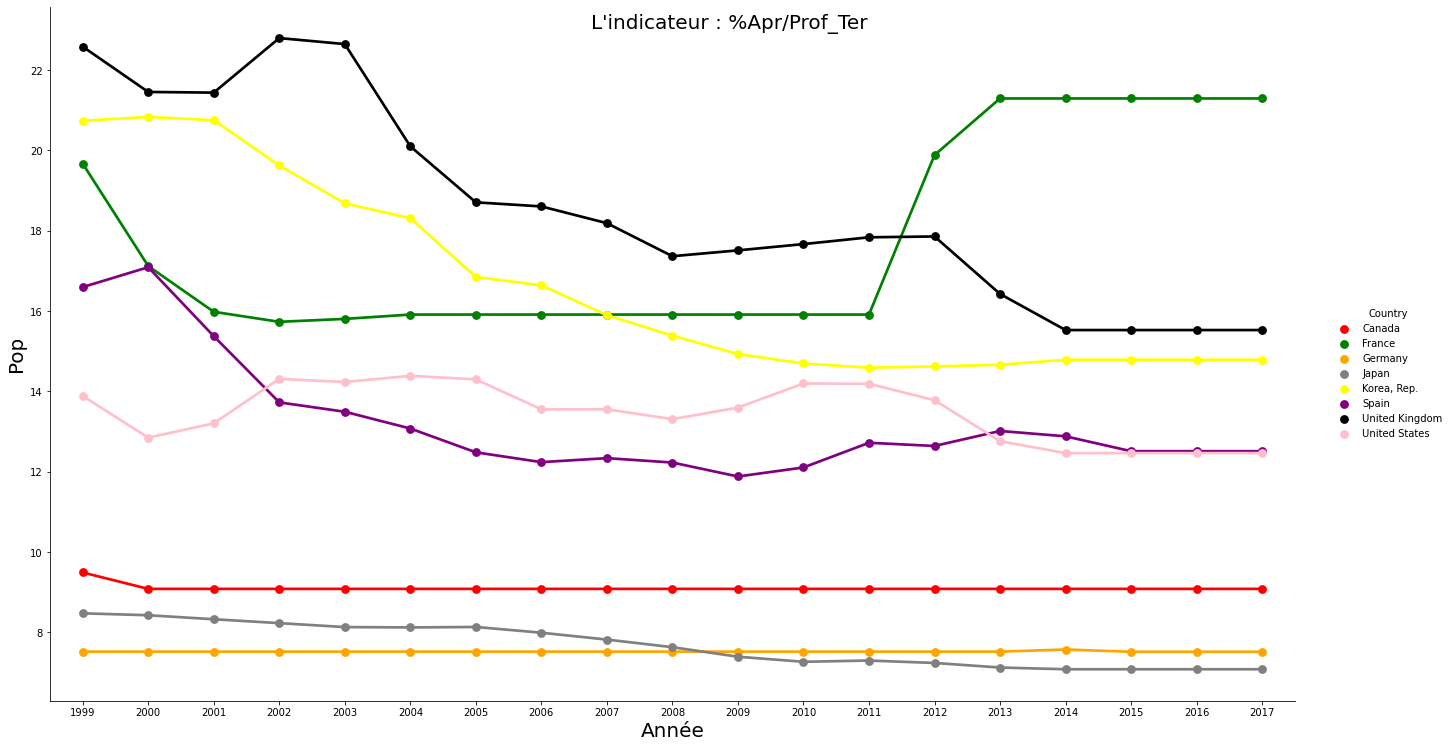 L'indicateur : %Apr/Prof_Ter
22
20
18
16
14
12
10
8
Pop
1999 2000 2001 2002 2003 2004 2005 2006 2007 2008 2009 2010 2011 2012 2013 2014 2015 2016 2017
Année
Country
Canada
France
Germany
Japan
Korea, Rep.
Spain
United Kingdom
United States